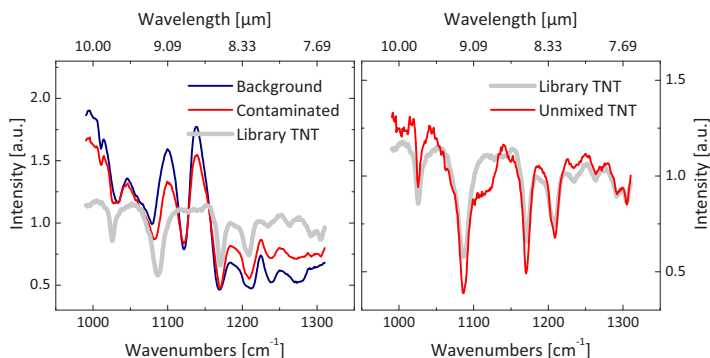 Wavelength [μm]
10.00 9.09 8.33 7.69
Background
Contaminated
Library TNT
2.0
1.5
1.0
0.5
Intensity [a.u.]
1000 1100 1200 1300
Wavenumbers [cm⁻¹]
Wavelength [μm]
10.00 9.09 8.33 7.69
Library TNT
Unmixed TNT
1.5
1.0
0.5
Intensity [a.u.]
1000 1100 1200 1300
Wavenumbers [cm⁻¹]